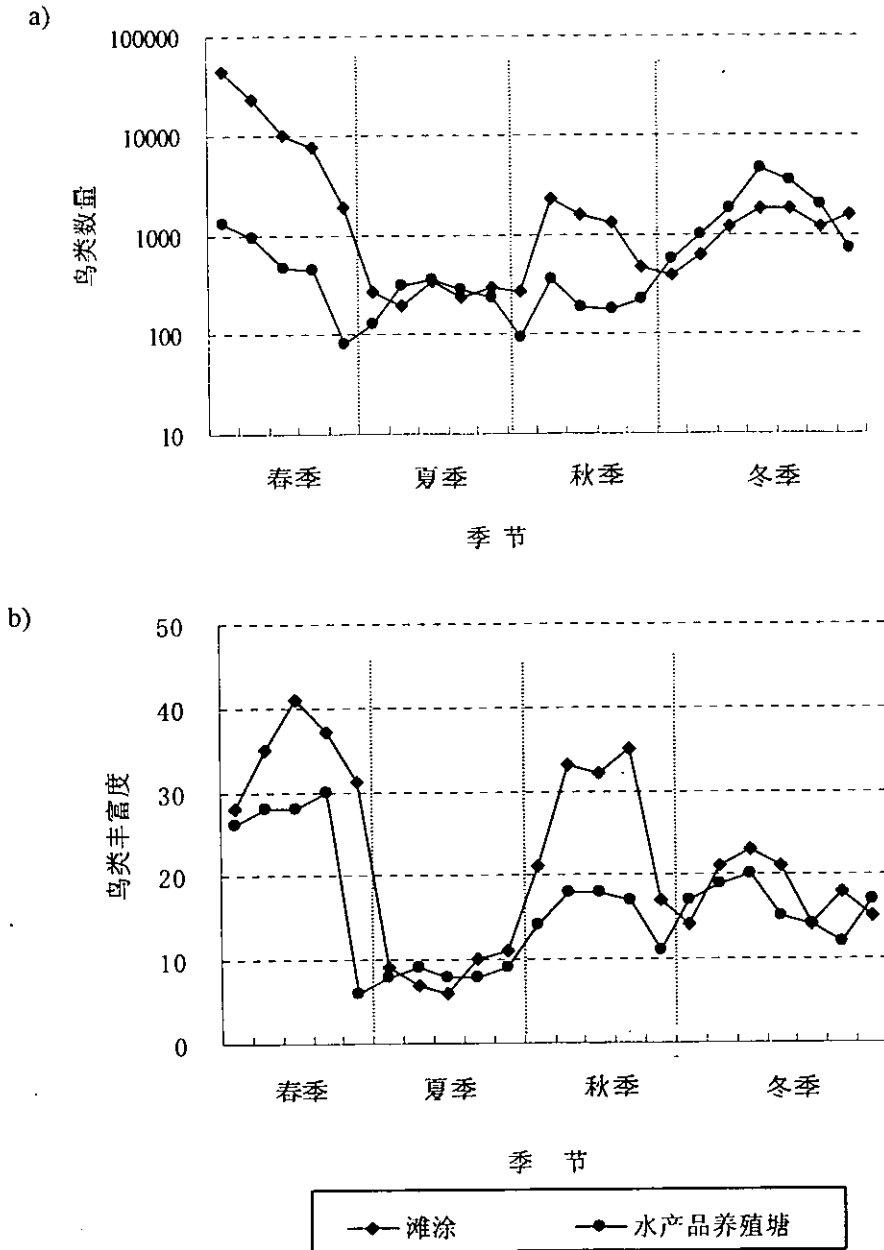 a)
100000
10000
1000
100
10
鸟类数量
春季 夏季 秋季 冬季
季 节
b)
50
40
30
20
10
0
鸟类丰富度
春季 夏季 秋季 冬季
季 节
滩涂 水产品养殖塘